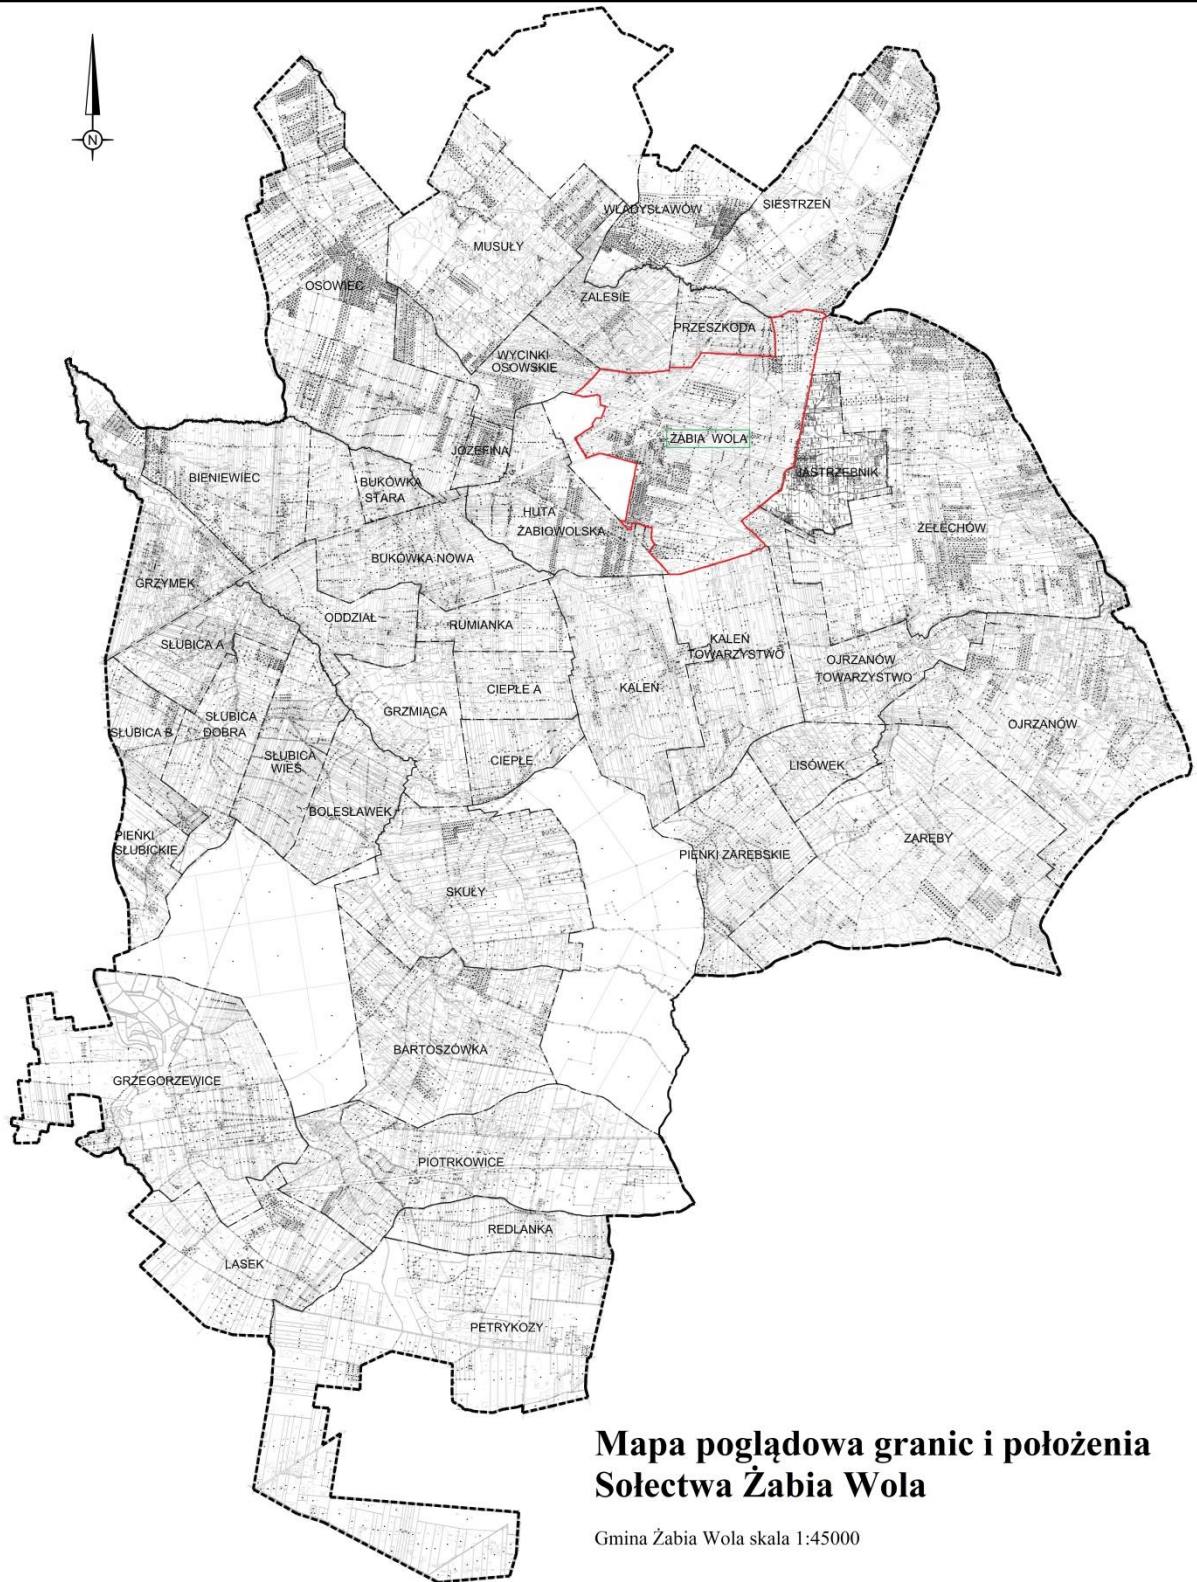 N
WŁADYSŁAWÓW
SIESTRZEŃ
MUSUŁY
OSOWIEC
ZALESIE
PRZESZKODA
WYCINKI
OSOWSKIE
ŻABIA WOLA
JÓZEFINA
JASTRZĘBNIK
BIENIEWIEC
BUKÓWKA
STARA
HUTA
ŻABIOWOLSKA
ŻELECHÓW
BUKÓWKA NOWA
GRZYMEK
ODDZIAŁ
RUMIANKA
SŁUBICA A
KALEŃ
TOWARZYSTWO
OJRZANÓW
TOWARZYSTWO
CIEPŁE A
KALEŃ
GRZMIĄCA
SŁUBICA
DOBRA
SŁUBICA B
OJRZANÓW
SŁUBICA
WIEŚ
CIEPŁE
LISÓWEK
BOLESŁAWEK
PIEŃKI
SŁUBICKIE
ZARĘBY
PIEŃKI ZARĘBSKIE
SKUŁY
BARTOSZÓWKA
GRZEGORZEWICE
PIOTRKOWICE
REDLANKA
LASEK
PETRYKOZY
Mapa poglądowa granic i położenia
Sołectwa Żabia Wola
Gmina Żabia Wola skala 1:45000